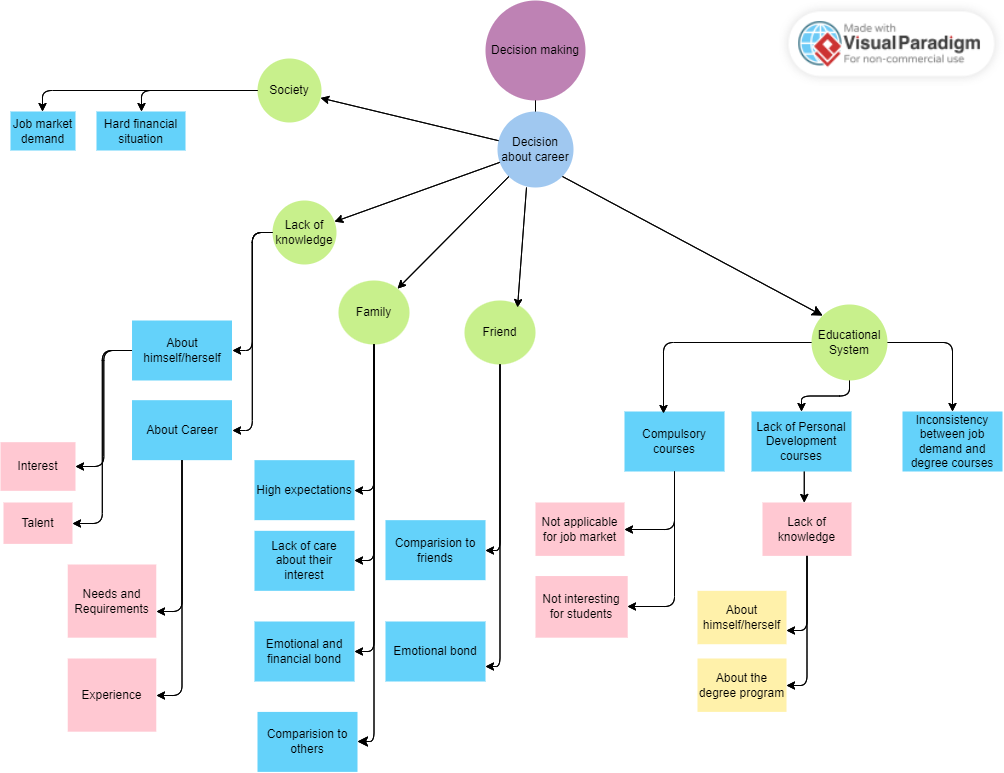 Decision making
Made with
VisualParadigm
For non-commercial use
Society
Job market
demand
Hard financial
situation
Decision
about career
Lack of
knowledge
Family
Friend
Educational
System
About
himself/herself
About Career
Interest
Talent
Needs and
Requirements
Experience
High expectations
Lack of care
about their
interest
Emotional and
financial bond
Comparision to
others
Comparision to
friends
Emotional bond
Compulsory
courses
Not applicable
for job market
Not interesting
for students
Lack of Personal
Development
courses
Lack of
knowledge
About
himself/herself
About the
degree program
Inconsistency
between job
demand and
degree courses